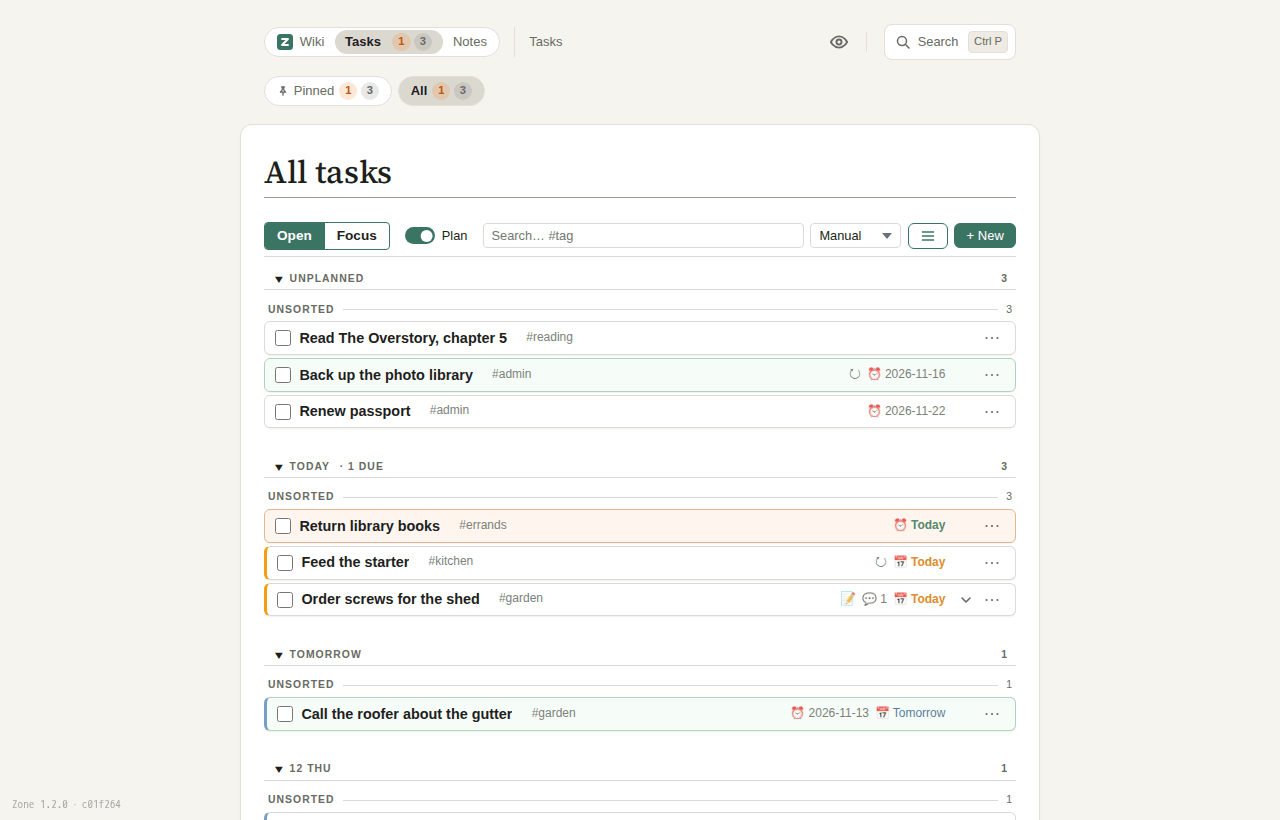 Wiki Tasks 1 3 Notes Tasks Search Ctrl P
Pinned 1 3 All 1 3
All tasks
Open Focus Plan Search… #tag Manual + New
UNPLANNED 3
UNSORTED 3
Read The Overstory, chapter 5 #reading ···
Back up the photo library #admin 2026-11-16 ···
Renew passport #admin 2026-11-22 ···
TODAY · 1 DUE 3
UNSORTED 3
Return library books #errands Today ···
Feed the starter #kitchen Today ···
Order screws for the shed #garden 1 Today ···
TOMORROW 1
UNSORTED 1
Call the roofer about the gutter #garden 2026-11-13 Tomorrow ···
12 THU 1
UNSORTED 1
Zone 1.2.0 · c01f264